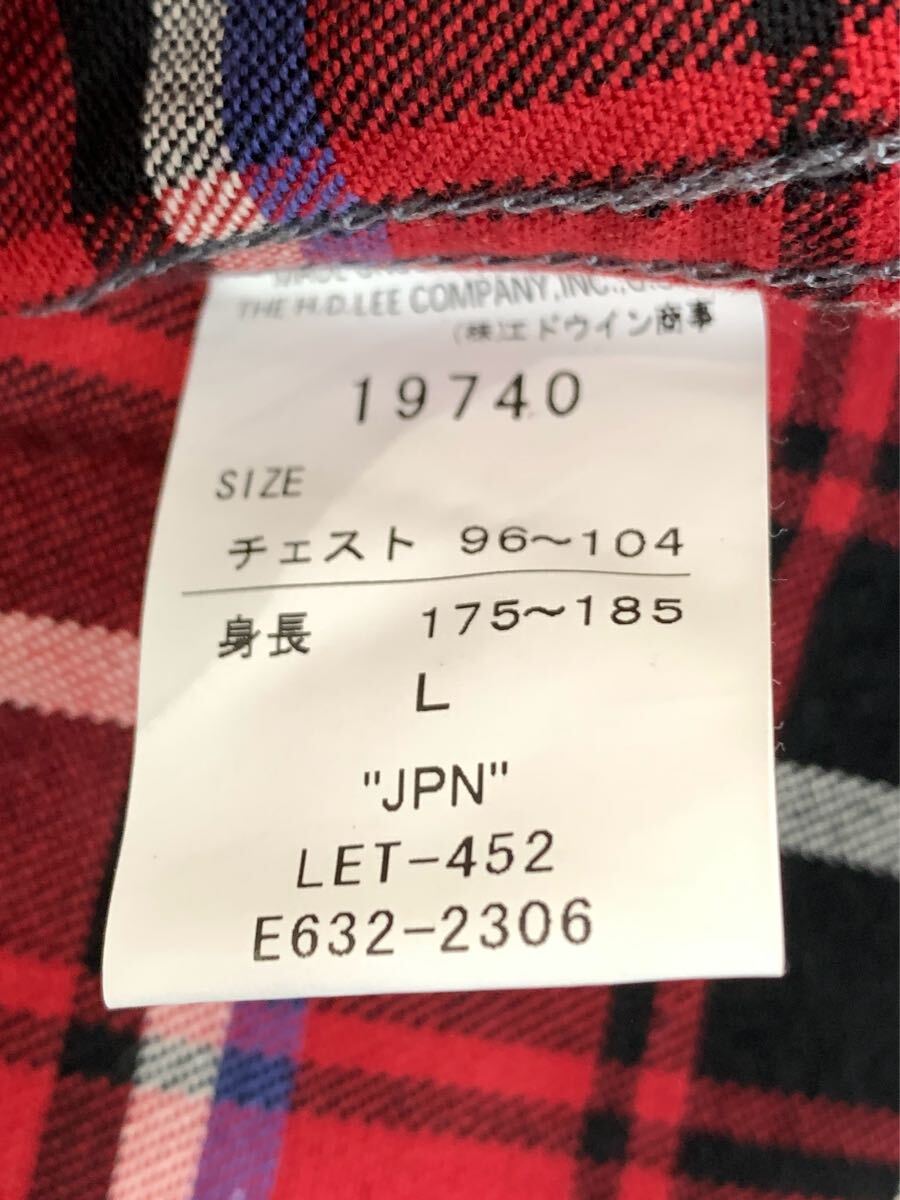 THE H.D.LEE COMPANY,INC.,
(株)エドウイン商事
19740
SIZE
チェスト 96〜104
身長 175〜185
L
"JPN"
LET-452
E632-2306